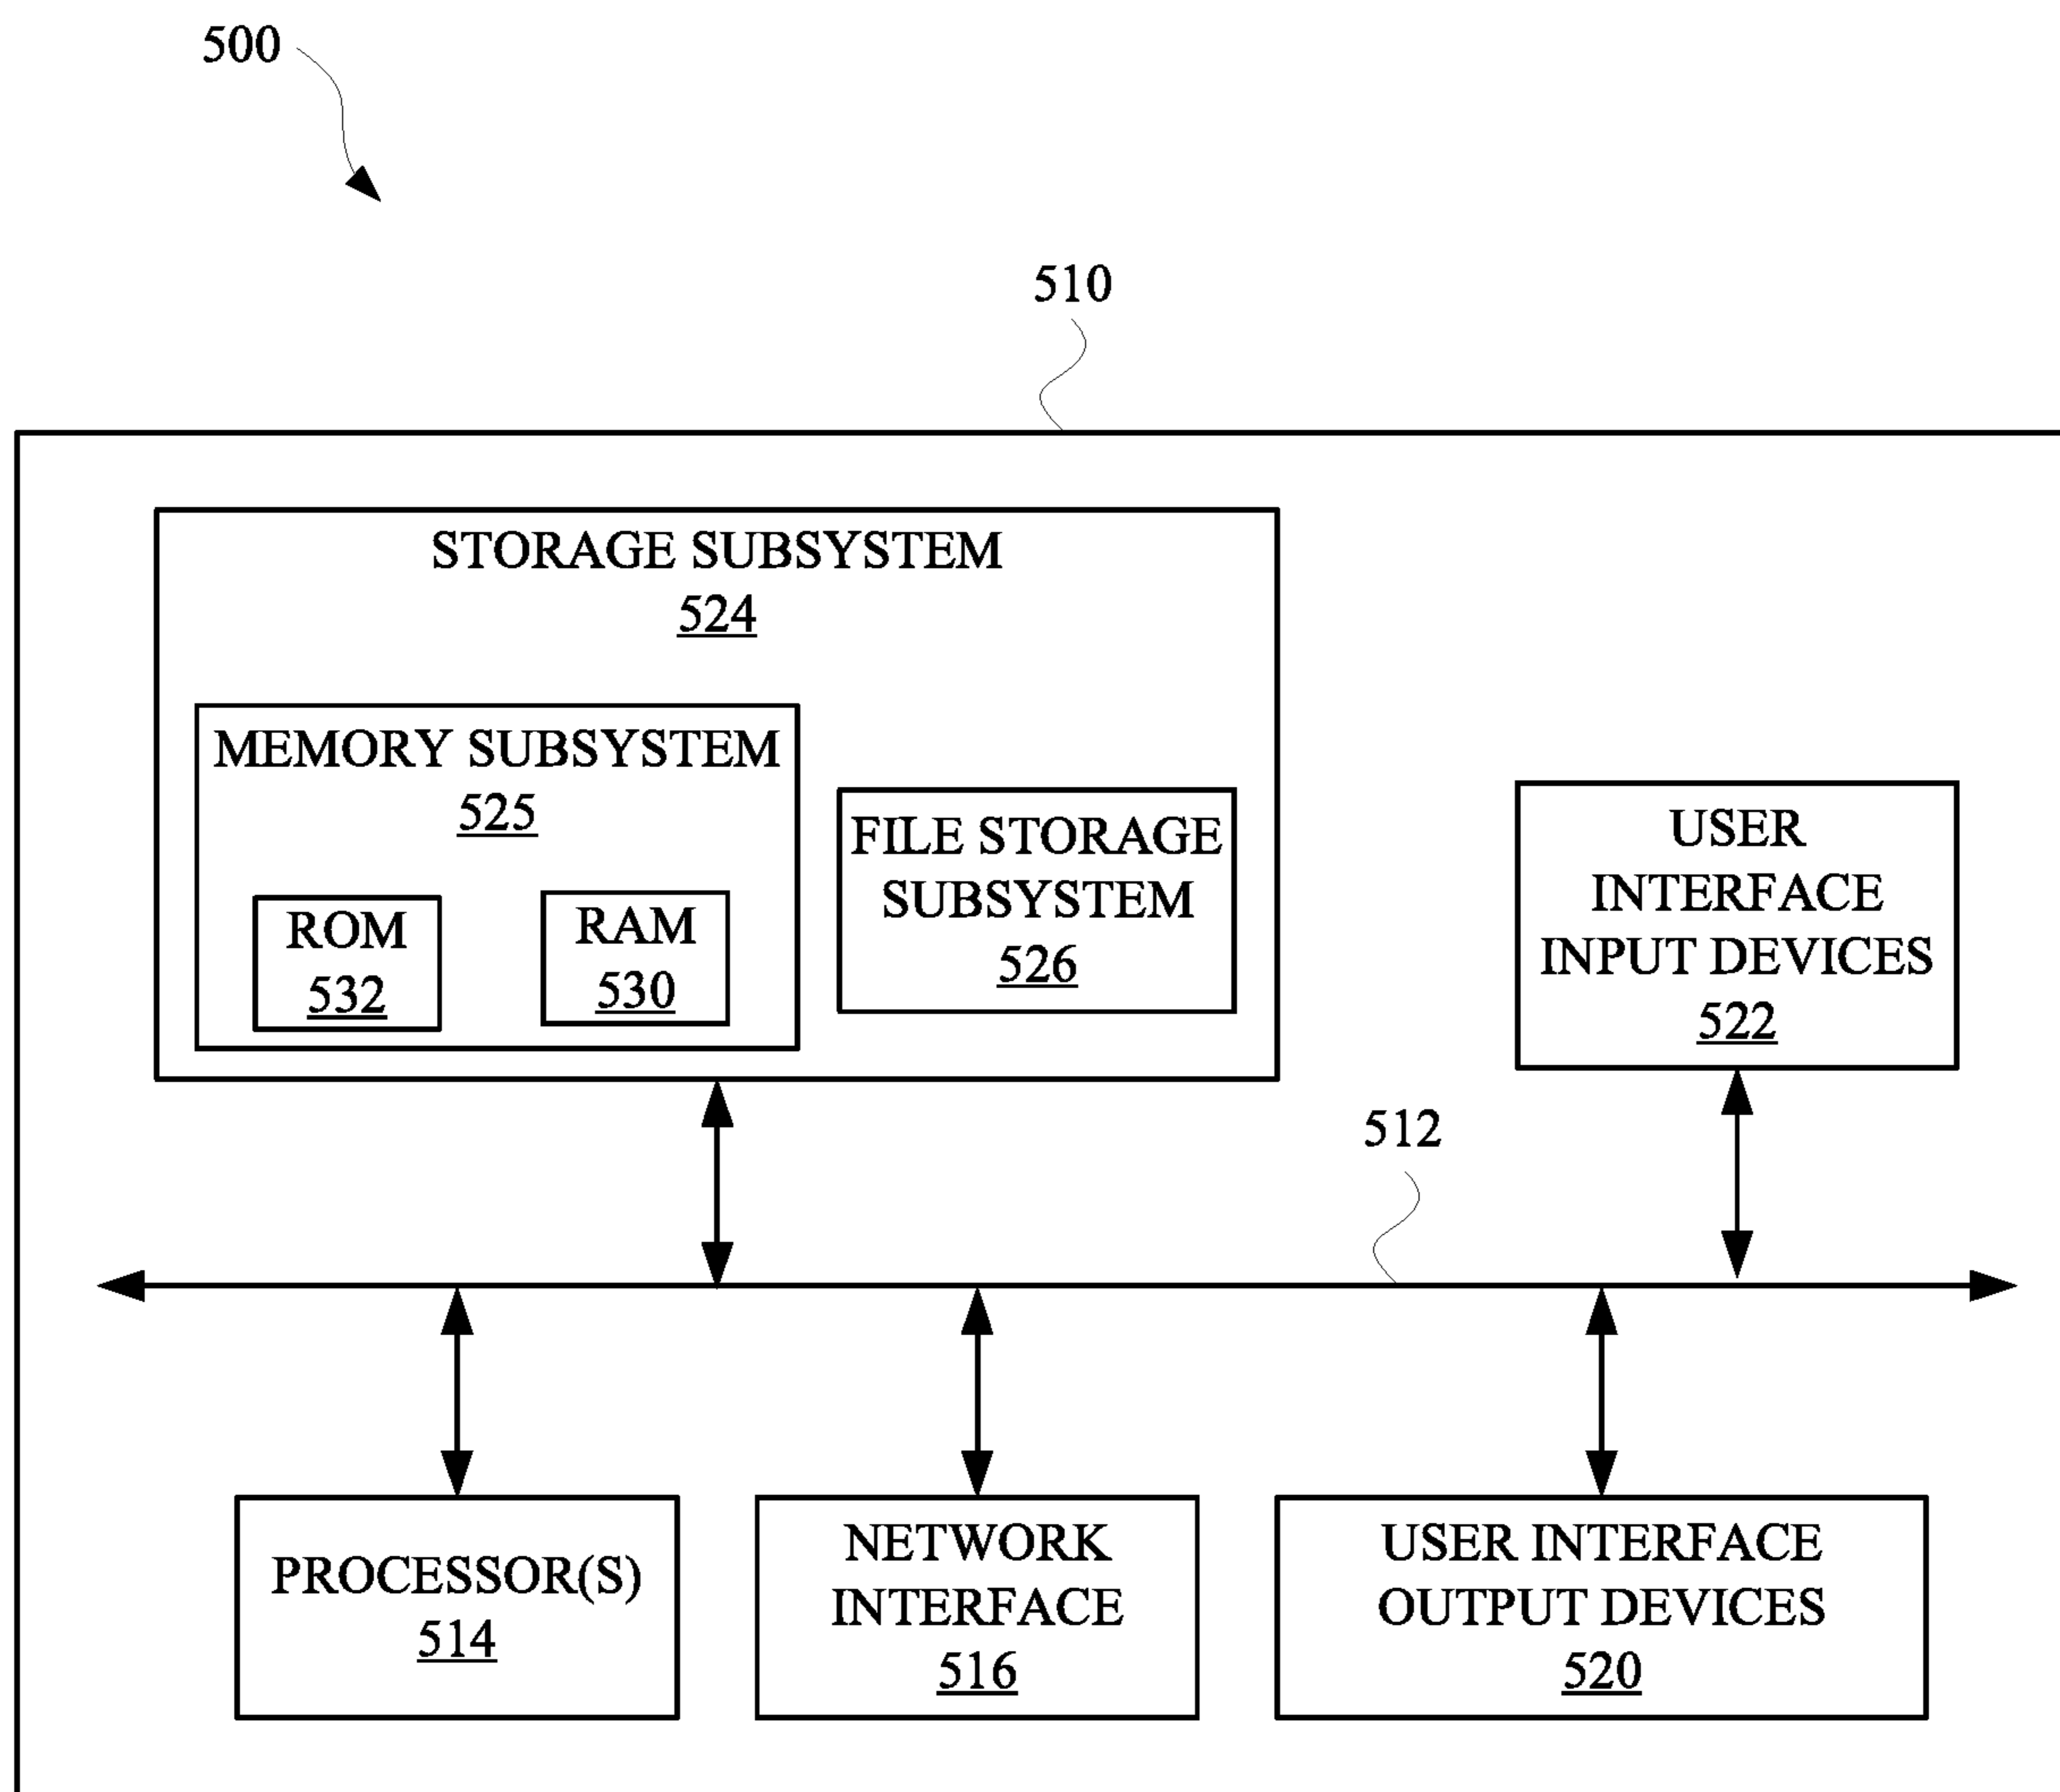 500
510
STORAGE SUBSYSTEM
524
MEMORY SUBSYSTEM
525
ROM
532
RAM
530
FILE STORAGE
SUBSYSTEM
526
USER
INTERFACE
INPUT DEVICES
522
512
PROCESSOR(S)
514
NETWORK
INTERFACE
516
USER INTERFACE
OUTPUT DEVICES
520